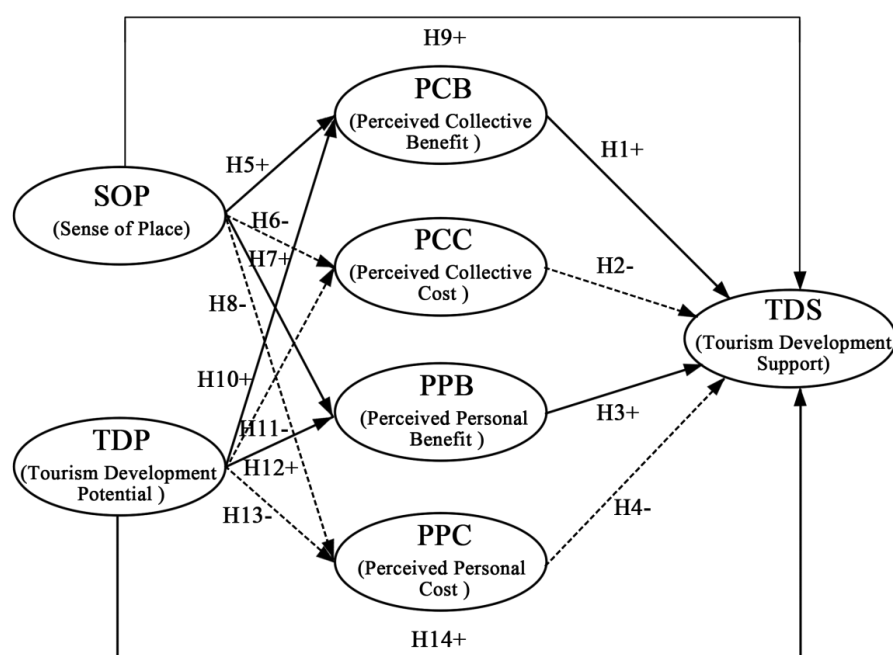 H9+
PCB
(Perceived Collective
Benefit )
H5+
H1+
SOP
(Sense of Place)
H6-
H7+
PCC
(Perceived Collective
Cost )
H2-
H8-
TDS
(Tourism Development
Support)
H10+
PPB
(Perceived Personal
Benefit )
H3+
TDP
(Tourism Development
Potential )
H11-
H12+
H13-
PPC
(Perceived Personal
Cost )
H4-
H14+